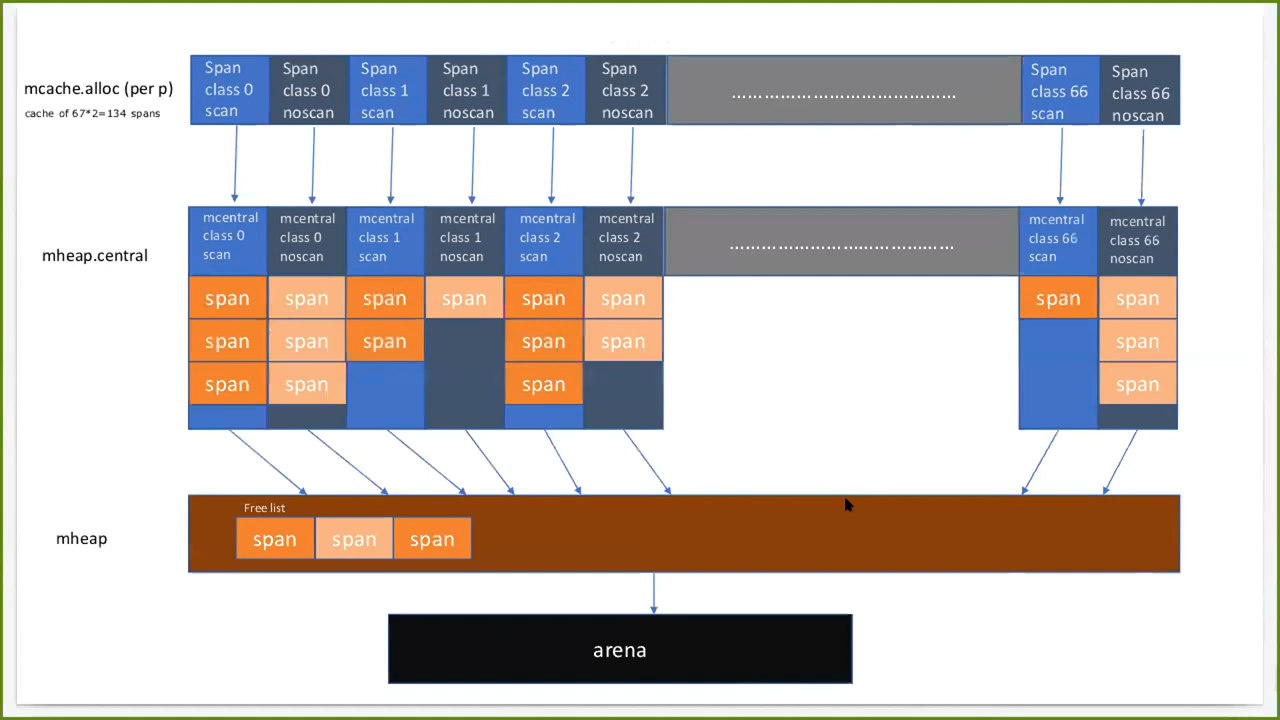 mcache.alloc (per p)
cache of 67*2=134 spans
Span
class 0
scan
Span
class 0
noscan
Span
class 1
scan
Span
class 1
noscan
Span
class 2
scan
Span
class 2
noscan
……………………………………
Span
class 66
scan
Span
class 66
noscan
mheap.central
mcentral
class 0
scan
mcentral
class 0
noscan
mcentral
class 1
scan
mcentral
class 1
noscan
mcentral
class 2
scan
mcentral
class 2
noscan
……………………………………
mcentral
class 66
scan
mcentral
class 66
noscan
span span span span span span span span
span span span span span span
span span span span
mheap
Free list
span span span
arena